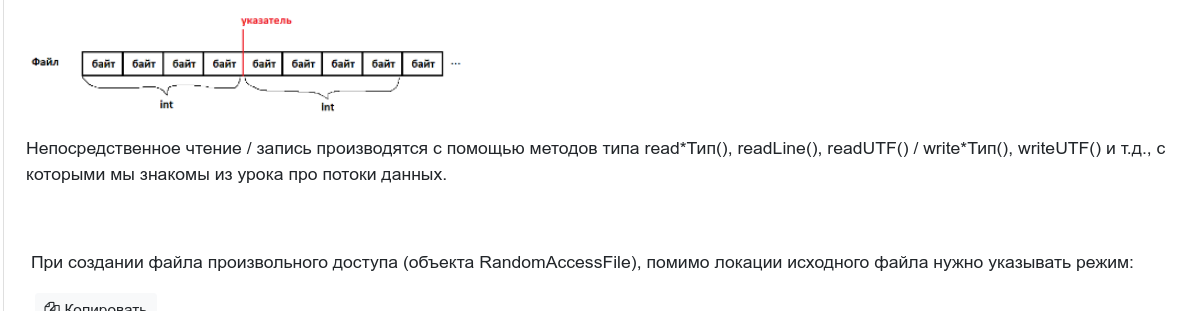 указатель
Файл байт байт байт байт байт байт байт байт байт ...
int int
Непосредственное чтение / запись производятся с помощью методов типа read*Тип(), readLine(), readUTF() / write*Тип(), writeUTF() и т.д., с
которыми мы знакомы из урока про потоки данных.
При создании файла произвольного доступа (объекта RandomAccessFile), помимо локации исходного файла нужно указывать режим:
Копировать